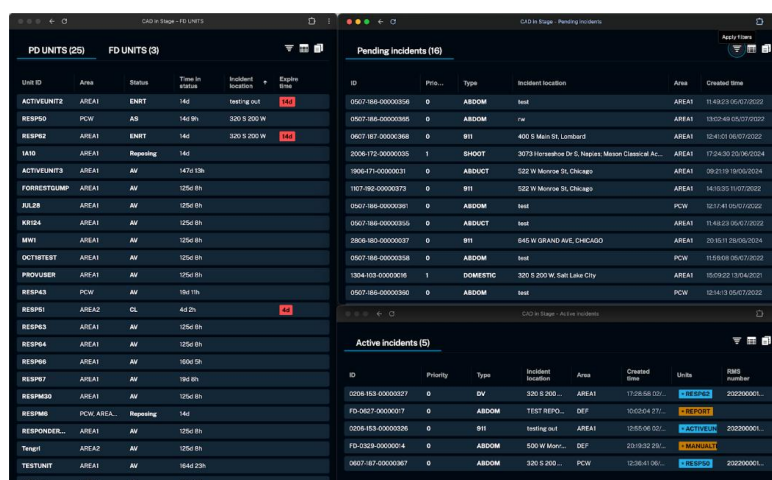 CAD In Stage – FD UNITS
PD UNITS (25) FD UNITS (3)
Unit ID Area Status Time in status Incident location Expire time
ACTIVEUNIT2 AREA1 ENRT 14d testing out 14d
RESP50 PCW AS 14d 9h 320 S 200 W
RESP62 AREA1 ENRT 14d 320 S 200 W 14d
1A10 AREA1 Reposing 14d
ACTIVEUNIT3 AREA1 AV 147d 13h
FORRESTGUMP AREA1 AV 125d 8h
JUL28 AREA1 AV 125d 8h
KR124 AREA1 AV 125d 8h
MW1 AREA1 AV 125d 8h
OCT18TEST AREA1 AV 125d 8h
PROVUSER AREA1 AV 125d 8h
RESP43 PCW AV 19d 11h
RESP51 AREA2 CL 4d 2h 4d
RESP63 AREA1 AV 125d 8h
RESP64 AREA1 AV 125d 8h
RESP66 AREA1 AV 160d 5h
RESP67 AREA1 AV 19d 8h
RESPM30 AREA1 AV 125d 8h
RESPM6 PCW, AREA... Reposing 14d
RESPONDER... AREA1 AV 125d 8h
Tengri AREA2 AV 125d 8h
TESTUNIT AREA1 AV 164d 23h
CAD In Stage - Pending incidents
Apply filters
Pending incidents (16)
ID Prio... Type Incident location Area Created time
0507-186-00000356 0 ABDOM test AREA1 11:49:23 05/07/2022
0507-186-00000365 0 ABDOM rw AREA1 13:02:49 05/07/2022
0607-187-00000368 0 911 400 S Main St, Lombard AREA1 12:41:01 06/07/2022
2006-172-00000035 1 SHOOT 3073 Horseshoe Dr S, Naples; Mason Classical Ac... AREA1 17:24:30 20/06/2024
1906-171-00000031 0 ABDUCT 522 W Monroe St, Chicago AREA1 09:21:19 19/06/2024
1107-192-00000373 0 911 522 W Monroe St, Chicago AREA1 14:16:35 11/07/2022
0507-186-00000361 0 ABDOM test PCW 12:17:41 05/07/2022
0507-186-00000355 0 ABDUCT test AREA1 11:48:23 05/07/2022
2806-180-00000037 0 911 645 W GRAND AVE, CHICAGO AREA1 20:15:11 28/06/2024
0507-186-00000358 0 ABDOM test PCW 11:59:08 05/07/2022
1304-103-00000016 1 DOMESTIC 320 S 200 W, Salt Lake City AREA1 15:09:22 13/04/2021
0507-186-00000360 0 ABDOM test PCW 12:14:13 05/07/2022
CAD In Stage - Active incidents
Active incidents (5)
ID Priority Type Incident location Area Created time Units RMS number
0206-153-00000327 0 DV 320 S 200 ... AREA1 17:28:58 02/... RESP62 202200001...
FD-0627-00000017 0 ABDOM TEST REPO... DEF 10:02:04 27/... REPORT
0206-153-00000326 0 911 testing out AREA1 12:55:06 02/... ACTIVEUN 202200001...
FD-0329-00000014 0 ABDOM 500 W Monr... DEF 20:19:32 29/... MANUALT
0607-187-00000367 0 ABDOM 320 S 200 ... PCW 12:36:41 06/... RESP50 202200001...